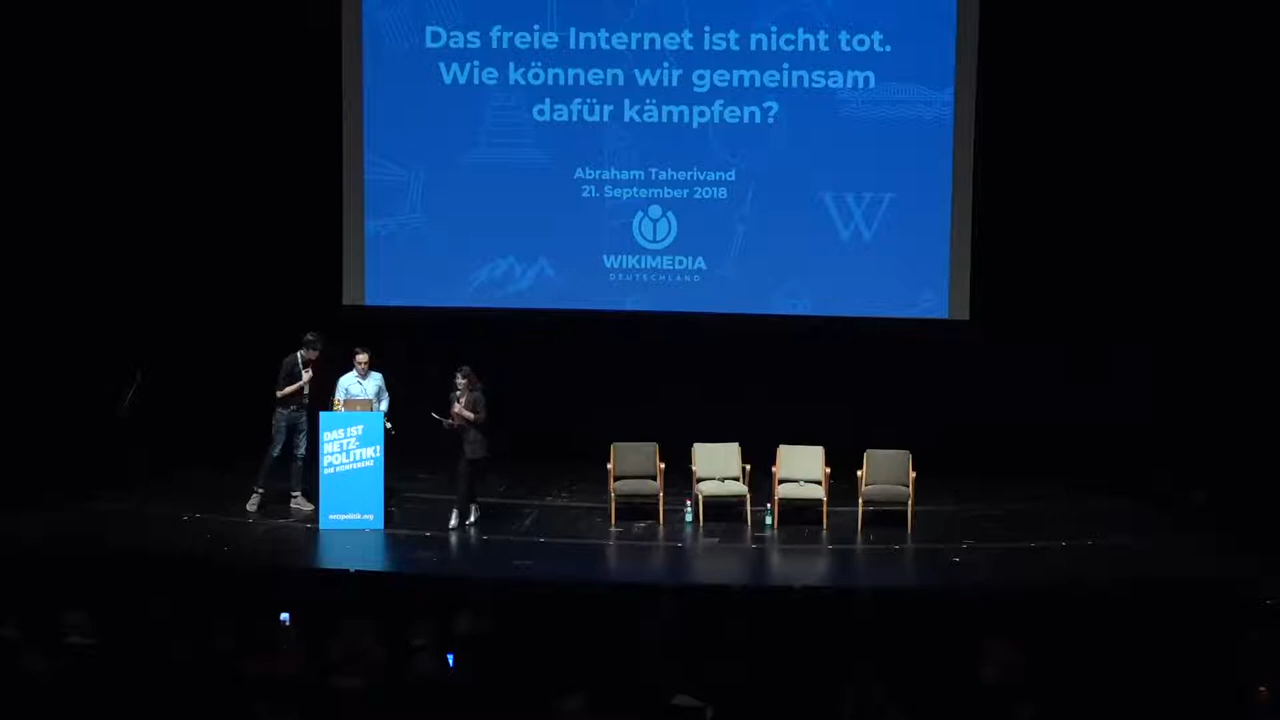 Das freie Internet ist nicht tot.
Wie können wir gemeinsam
dafür kämpfen?
Abraham Taherivand
21. September 2018
W
WIKIMEDIA
DEUTSCHLAND
DAS IST
NETZ-
POLITIK!
DIE KONFERENZ
netzpolitik.org